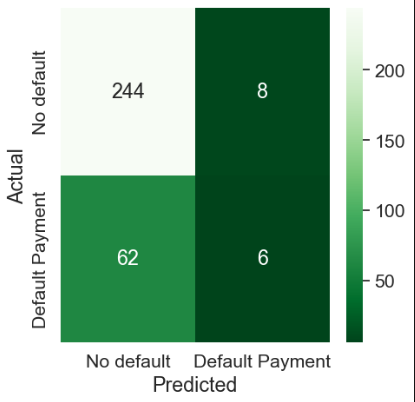 No default
244
8
200
150
Actual
Default Payment
62
6
100
50
No default
Default Payment
Predicted